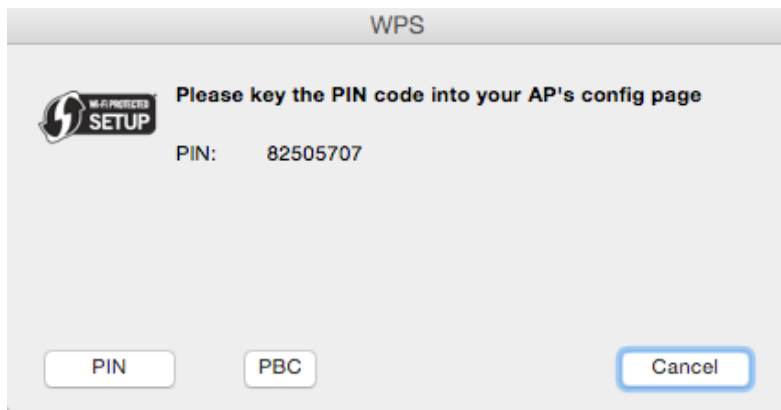 WPS
WI-FI PROTECTED
SETUP
Please key the PIN code into your AP's config page
PIN: 82505707
PIN PBC Cancel